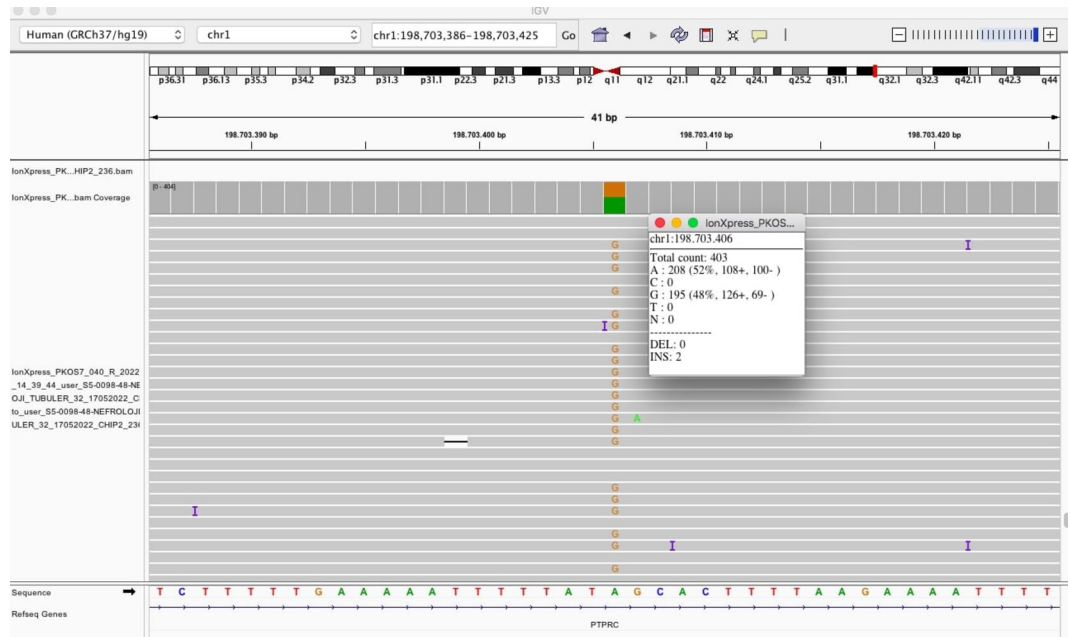 IGV
Human (GRCh37/hg19) chr1 chr1:198,703,386-198,703,425 Go
p36.31 p36.13 p35.3 p34.2 p32.3 p31.3 p31.1 p22.3 p21.3 p13.3 p12 q11 q12 q21.1 q22 q24.1 q25.2 q31.1 q32.1 q32.3 q42.11 q42.3 q44
41 bp
198.703.390 bp 198.703.400 bp 198.703.410 bp 198.703.420 bp
IonXpress_PK...HIP2_236.bam
IonXpress_PK...bam Coverage
[0 - 404]
IonXpress_PKOS...
chr1:198.703.406
Total count: 403
A : 208 (52%, 108+, 100- )
C : 0
G : 195 (48%, 126+, 69- )
T : 0
N : 0
---------------
DEL: 0
INS: 2
G I
G
G
G
G
I G
G
G
G
G
G
G
G A
G
G
G
G
I G
G
G I I
G
IonXpress_PKOS7_040_R_2022
_14_39_44_user_S5-0098-48-NE
OJI_TUBULER_32_17052022_C
to_user_S5-0098-48-NEFROLOJI
ULER_32_17052022_CHIP2_23
Sequence T C T T T T T G A A A A A T T T T T A T A G C A C T T T T A A G A A A A T T T T
Refseq Genes
PTPRC